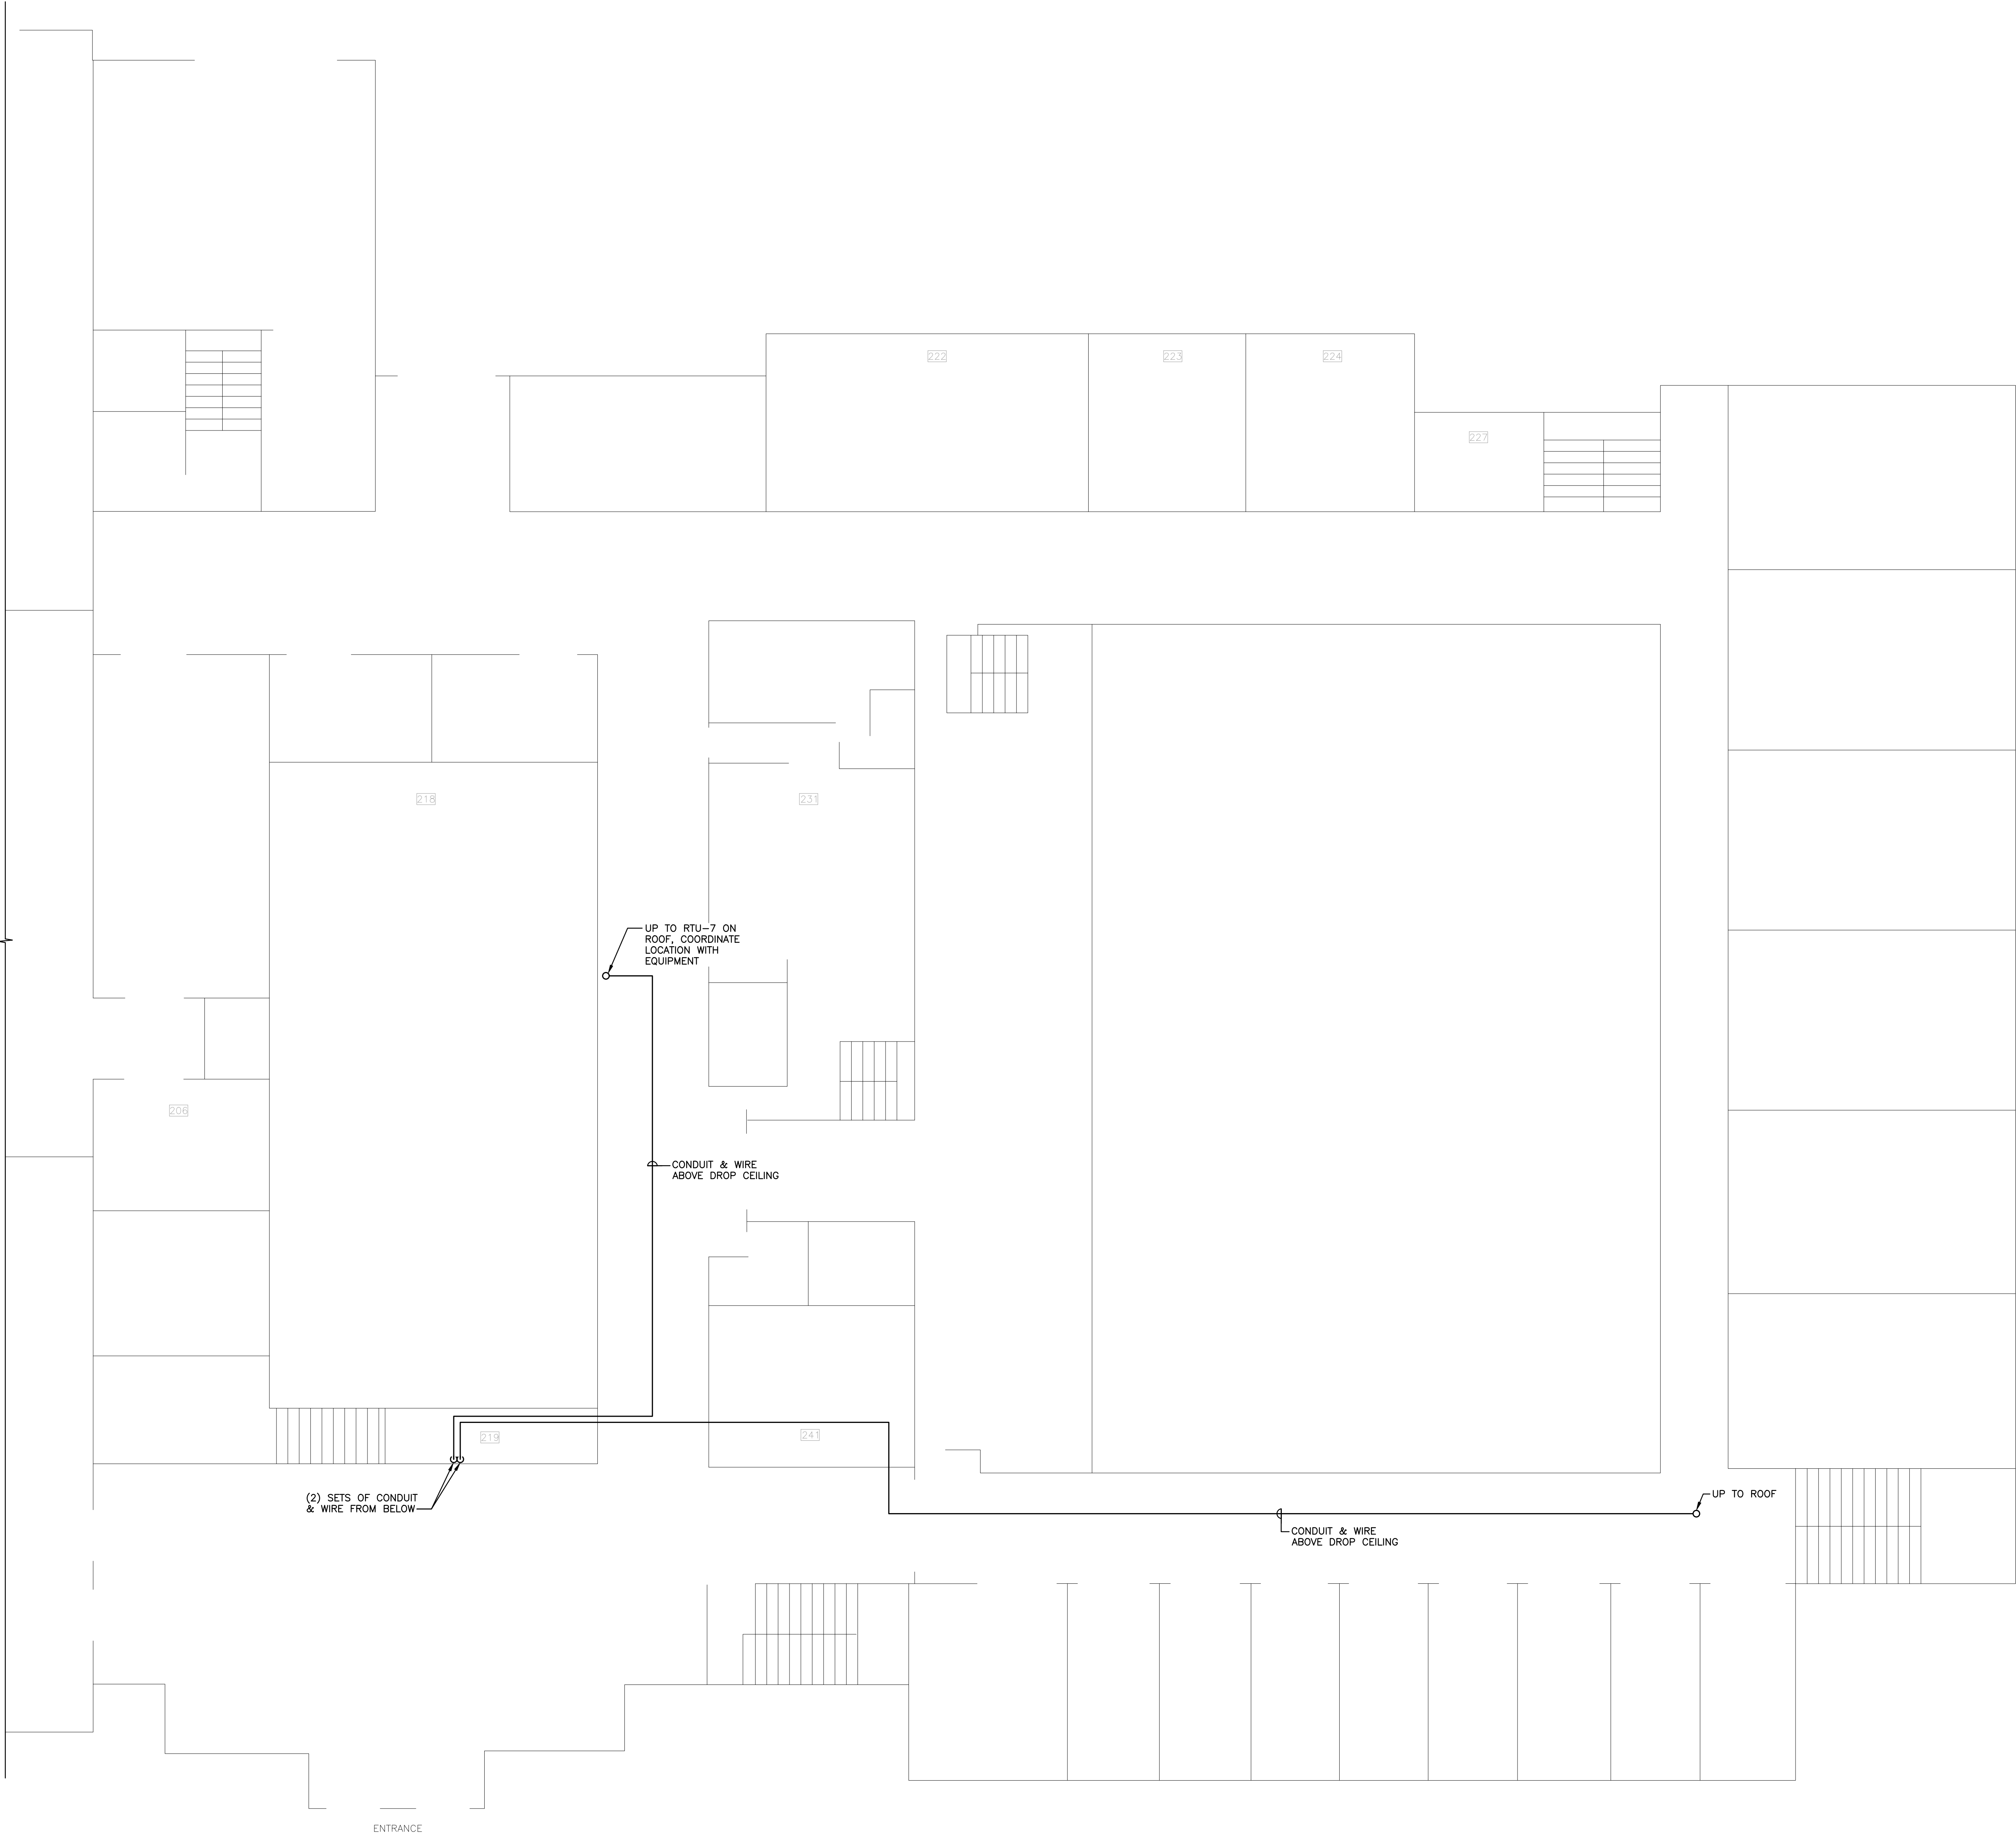 222
223
224
227
218
231
UP TO RTU-7 ON
ROOF, COORDINATE
LOCATION WITH
EQUIPMENT
206
CONDUIT & WIRE
ABOVE DROP CEILING
219
241
(2) SETS OF CONDUIT
& WIRE FROM BELOW
UP TO ROOF
CONDUIT & WIRE
ABOVE DROP CEILING
ENTRANCE